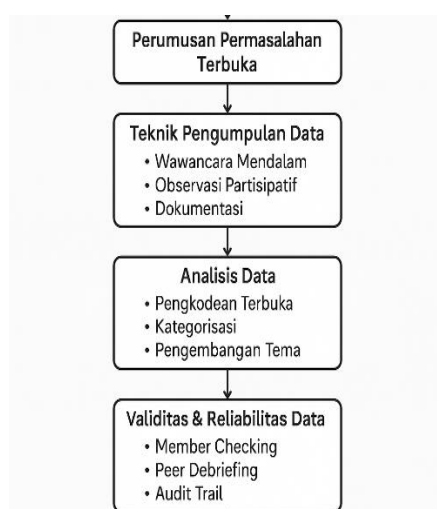 Perumusan Permasalahan
Terbuka
Teknik Pengumpulan Data
• Wawancara Mendalam
• Observasi Partisipatif
• Dokumentasi
Analisis Data
• Pengkodean Terbuka
• Kategorisasi
• Pengembangan Tema
Validitas & Reliabilitas Data
• Member Checking
• Peer Debriefing
• Audit Trail